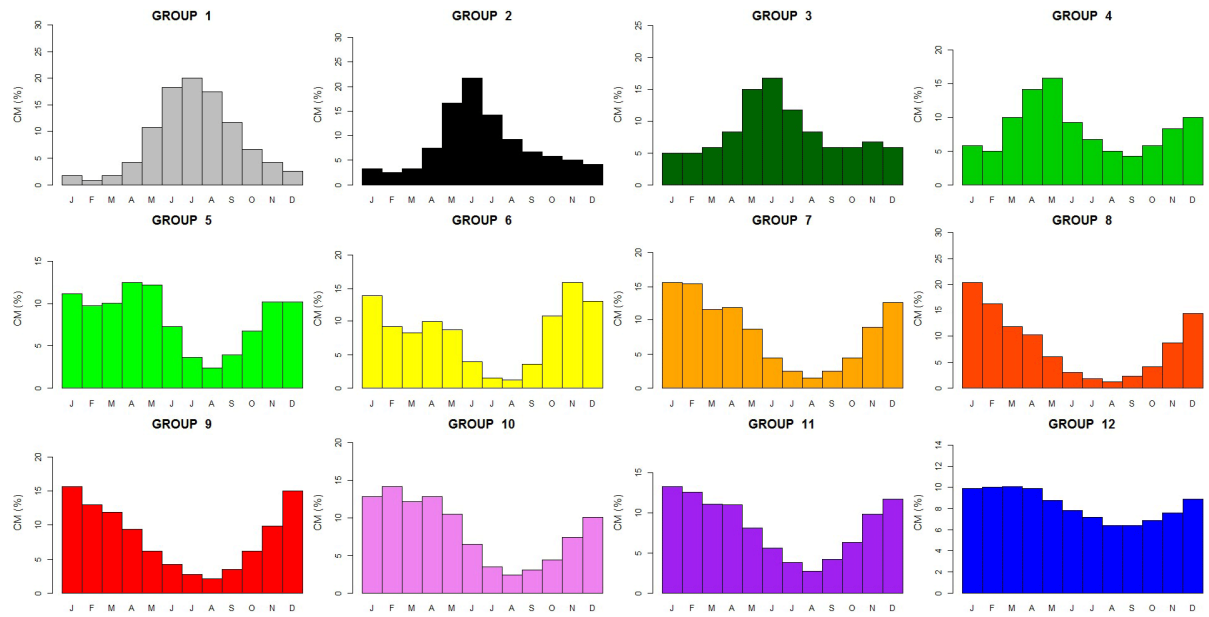 GROUP 1
CM (%)
30
25
20
15
10
5
0
J F M A M J J A S O N D
GROUP 2
CM (%)
30
25
20
15
10
5
0
J F M A M J J A S O N D
GROUP 3
CM (%)
25
20
15
10
5
0
J F M A M J J A S O N D
GROUP 4
CM (%)
20
15
10
5
0
J F M A M J J A S O N D
GROUP 5
CM (%)
15
10
5
0
J F M A M J J A S O N D
GROUP 6
CM (%)
20
15
10
5
0
J F M A M J J A S O N D
GROUP 7
CM (%)
20
15
10
5
0
J F M A M J J A S O N D
GROUP 8
CM (%)
30
25
20
15
10
5
0
J F M A M J J A S O N D
GROUP 9
CM (%)
20
15
10
5
0
J F M A M J J A S O N D
GROUP 10
CM (%)
20
15
10
5
0
J F M A M J J A S O N D
GROUP 11
CM (%)
15
10
5
0
J F M A M J J A S O N D
GROUP 12
CM (%)
14
12
10
8
6
4
2
0
J F M A M J J A S O N D